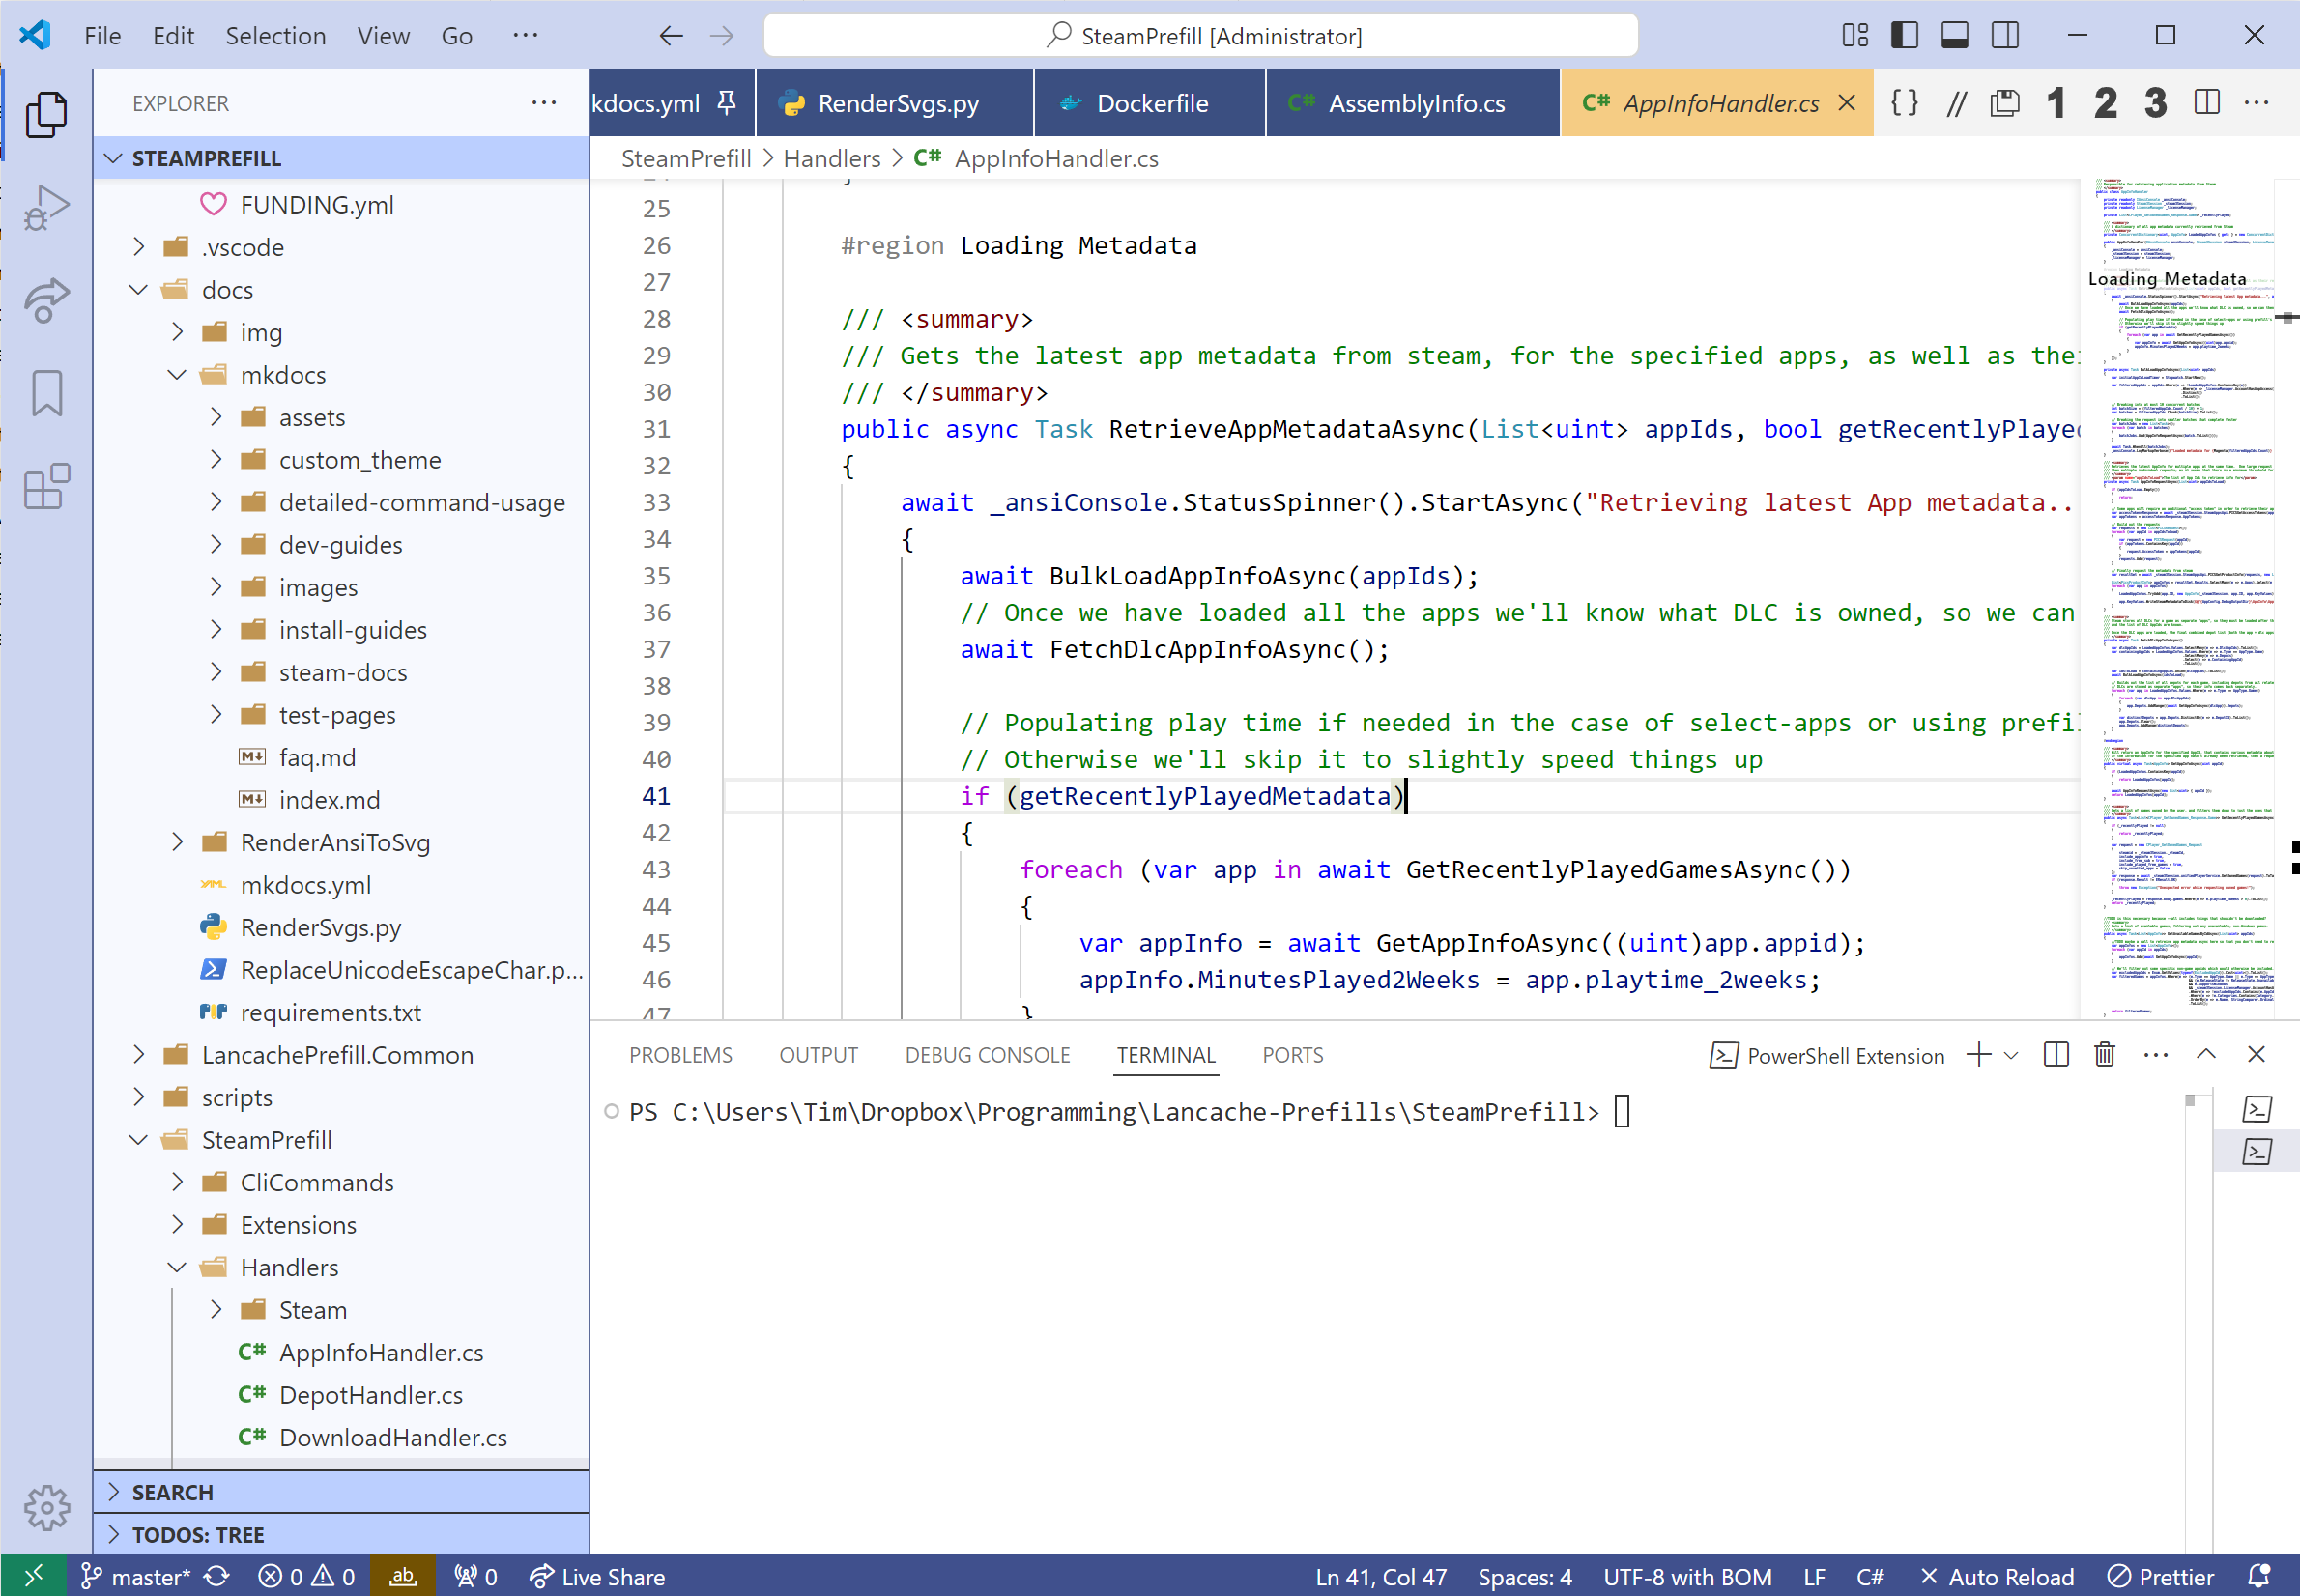 File Edit Selection View Go ··· SteamPrefill [Administrator]
EXPLORER
STEAMPREFILL
FUNDING.yml
.vscode
docs
img
mkdocs
assets
custom_theme
detailed-command-usage
dev-guides
images
install-guides
steam-docs
test-pages
faq.md
index.md
RenderAnsiToSvg
mkdocs.yml
RenderSvgs.py
ReplaceUnicodeEscapeChar.p...
requirements.txt
LancachePrefill.Common
scripts
SteamPrefill
CliCommands
Extensions
Handlers
Steam
C# AppInfoHandler.cs
C# DepotHandler.cs
C# DownloadHandler.cs
SEARCH
TODOS: TREE
kdocs.yml RenderSvgs.py Dockerfile C# AssemblyInfo.cs C# AppInfoHandler.cs {} // 1 2 3
SteamPrefill > Handlers > C# AppInfoHandler.cs
25
26 #region Loading Metadata
27
28 /// <summary>
29 /// Gets the latest app metadata from steam, for the specified apps, as well as thei
30 /// </summary>
31 public async Task RetrieveAppMetadataAsync(List<uint> appIds, bool getRecentlyPlayed
32 {
33 await _ansiConsole.StatusSpinner().StartAsync("Retrieving latest App metadata..
34 {
35 await BulkLoadAppInfoAsync(appIds);
36 // Once we have loaded all the apps we'll know what DLC is owned, so we can
37 await FetchDlcAppInfoAsync();
38
39 // Populating play time if needed in the case of select-apps or using prefil
40 // Otherwise we'll skip it to slightly speed things up
41 if (getRecentlyPlayedMetadata)
42 {
43 foreach (var app in await GetRecentlyPlayedGamesAsync())
44 {
45 var appInfo = await GetAppInfoAsync((uint)app.appid);
46 appInfo.MinutesPlayed2Weeks = app.playtime_2weeks;
47 }
Loading Metadata
PROBLEMS OUTPUT DEBUG CONSOLE TERMINAL PORTS PowerShell Extension
PS C:\Users\Tim\Dropbox\Programming\Lancache-Prefills\SteamPrefill>
master* 0 0 ab 0 Live Share Ln 41, Col 47 Spaces: 4 UTF-8 with BOM LF C# Auto Reload Prettier